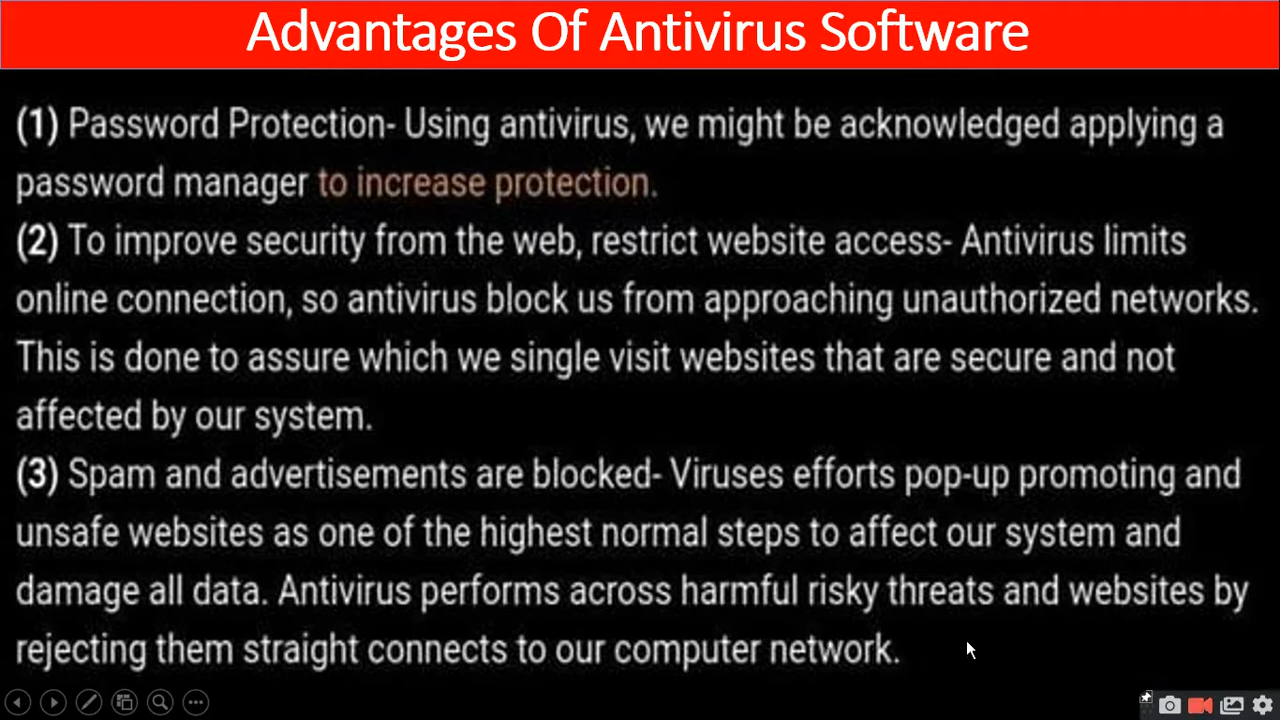 Advantages Of Antivirus Software
(1) Password Protection- Using antivirus, we might be acknowledged applying a
password manager to increase protection.
(2) To improve security from the web, restrict website access- Antivirus limits
online connection, so antivirus block us from approaching unauthorized networks.
This is done to assure which we single visit websites that are secure and not
affected by our system.
(3) Spam and advertisements are blocked- Viruses efforts pop-up promoting and
unsafe websites as one of the highest normal steps to affect our system and
damage all data. Antivirus performs across harmful risky threats and websites by
rejecting them straight connects to our computer network.